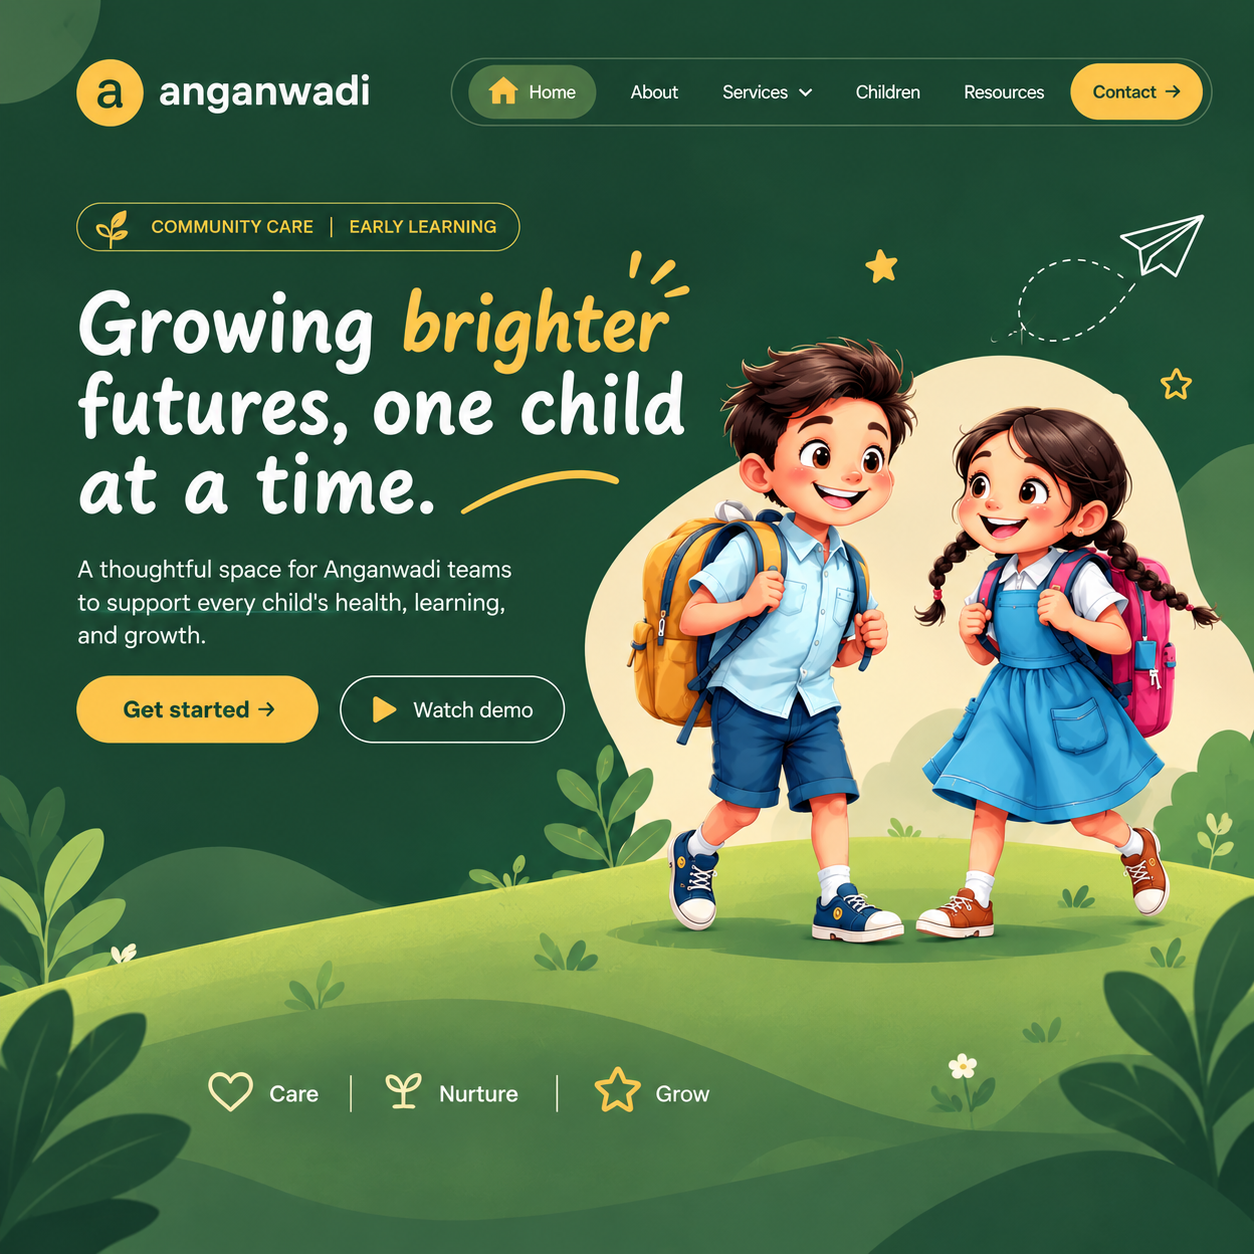 a anganwadi
Home About Services Children Resources Contact →
COMMUNITY CARE | EARLY LEARNING
Growing brighter
futures, one child
at a time.
A thoughtful space for Anganwadi teams
to support every child's health, learning,
and growth.
Get started → Watch demo
Care | Nurture | Grow